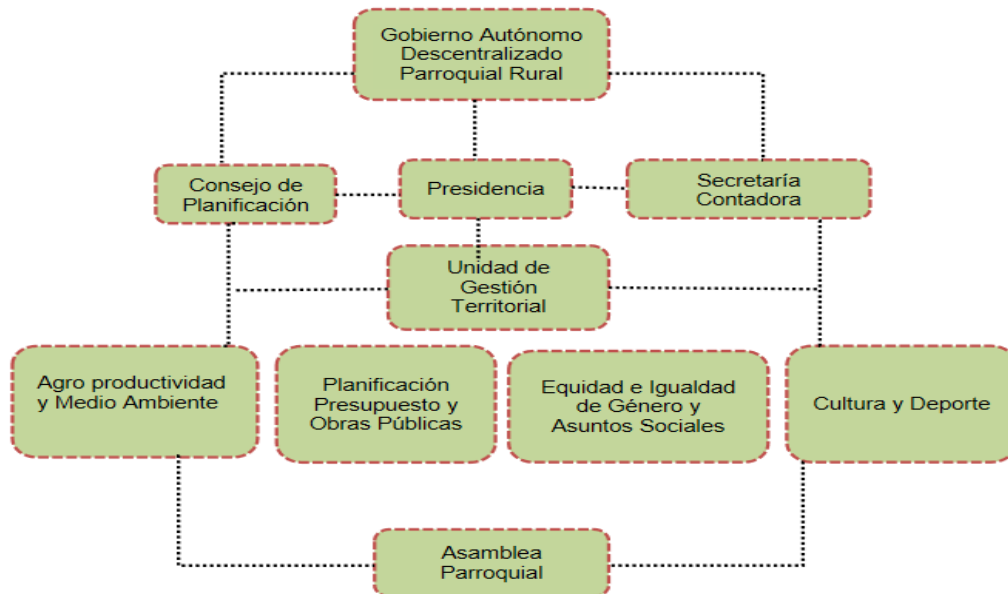 Gobierno Autónomo
Descentralizado
Parroquial Rural
Consejo de
Planificación
Presidencia
Secretaría
Contadora
Unidad de
Gestión
Territorial
Agro productividad
y Medio Ambiente
Planificación
Presupuesto y
Obras Públicas
Equidad e Igualdad
de Género y
Asuntos Sociales
Cultura y Deporte
Asamblea
Parroquial